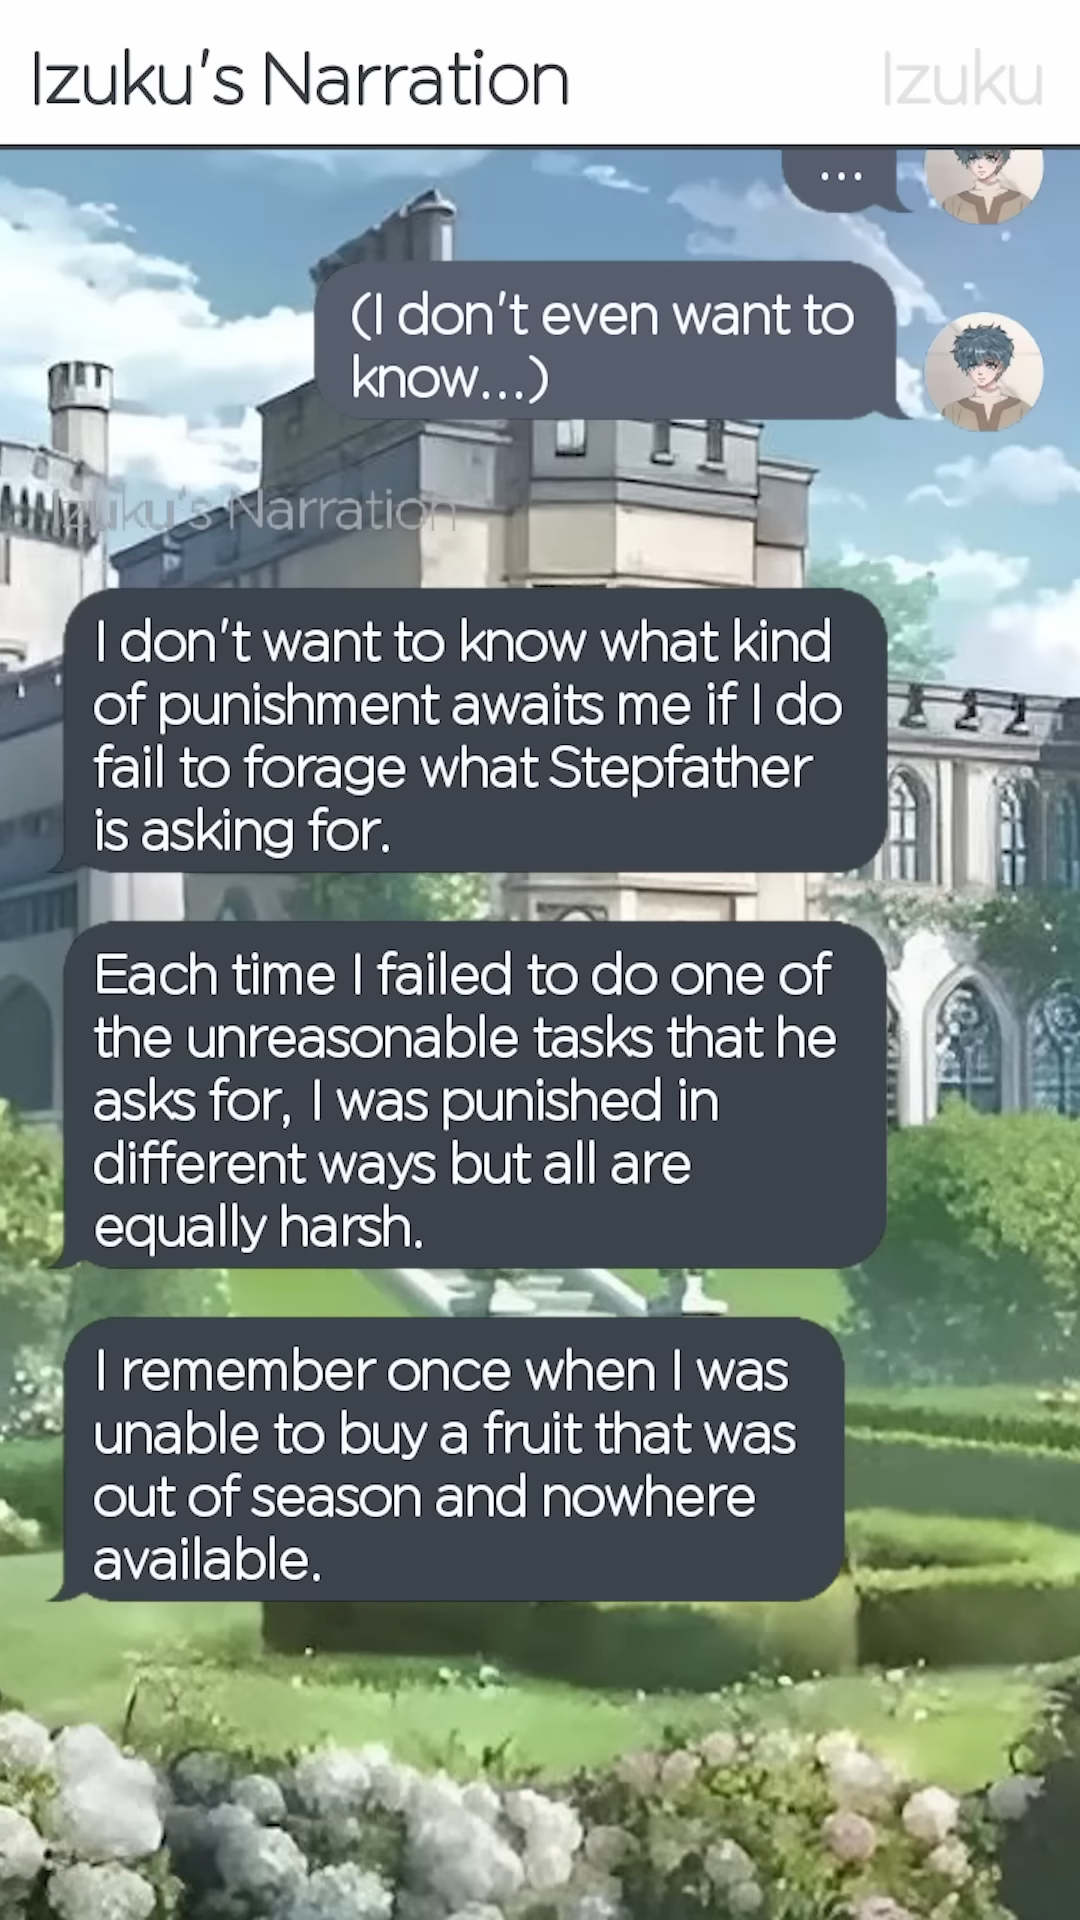 Izuku's Narration
Izuku
...
(I don't even want to
know...)
Izuku's Narration
I don't want to know what kind
of punishment awaits me if I do
fail to forage what Stepfather
is asking for.
Each time I failed to do one of
the unreasonable tasks that he
asks for, I was punished in
different ways but all are
equally harsh.
I remember once when I was
unable to buy a fruit that was
out of season and nowhere
available.